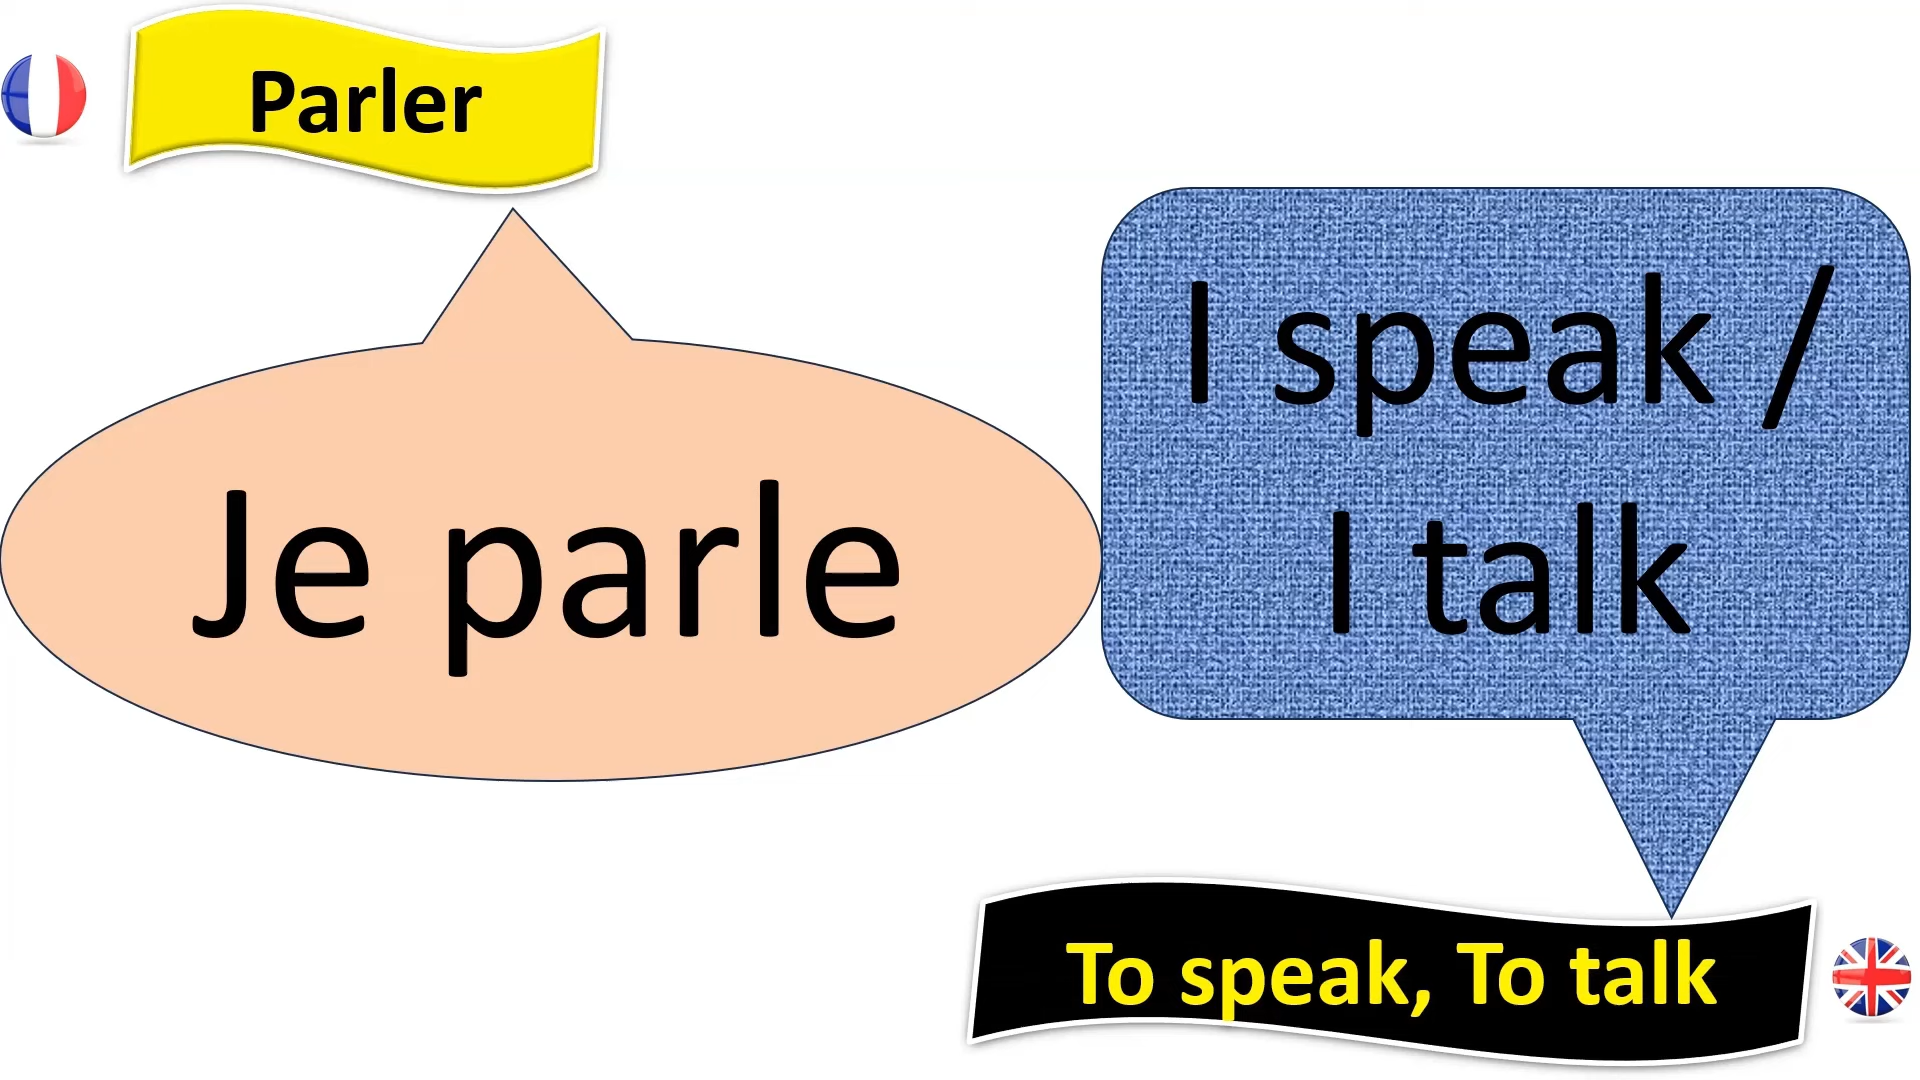 Parler
Je parle
I speak /
I talk
To speak, To talk